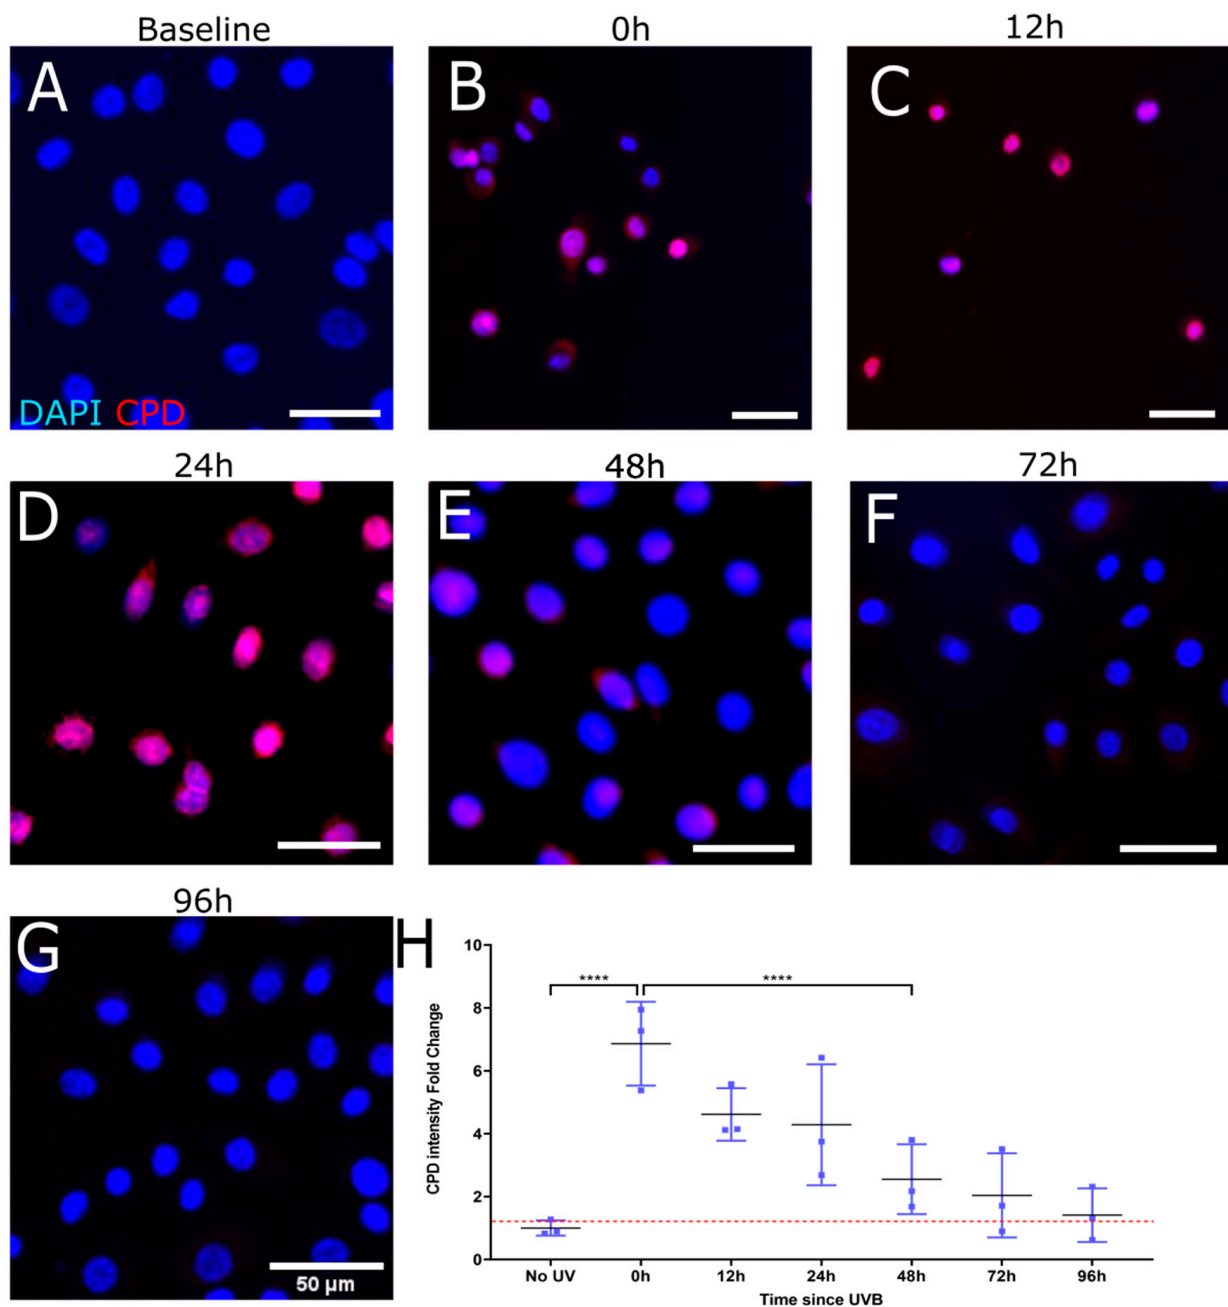 Baseline
0h
12h
A
B
C
DAPI CPD
24h
48h
72h
D
E
F
96h
G
50 µm
H
10
8
6
4
2
0
CPD intensity Fold Change
****
****
No UV
0h
12h
24h
48h
72h
96h
Time since UVB